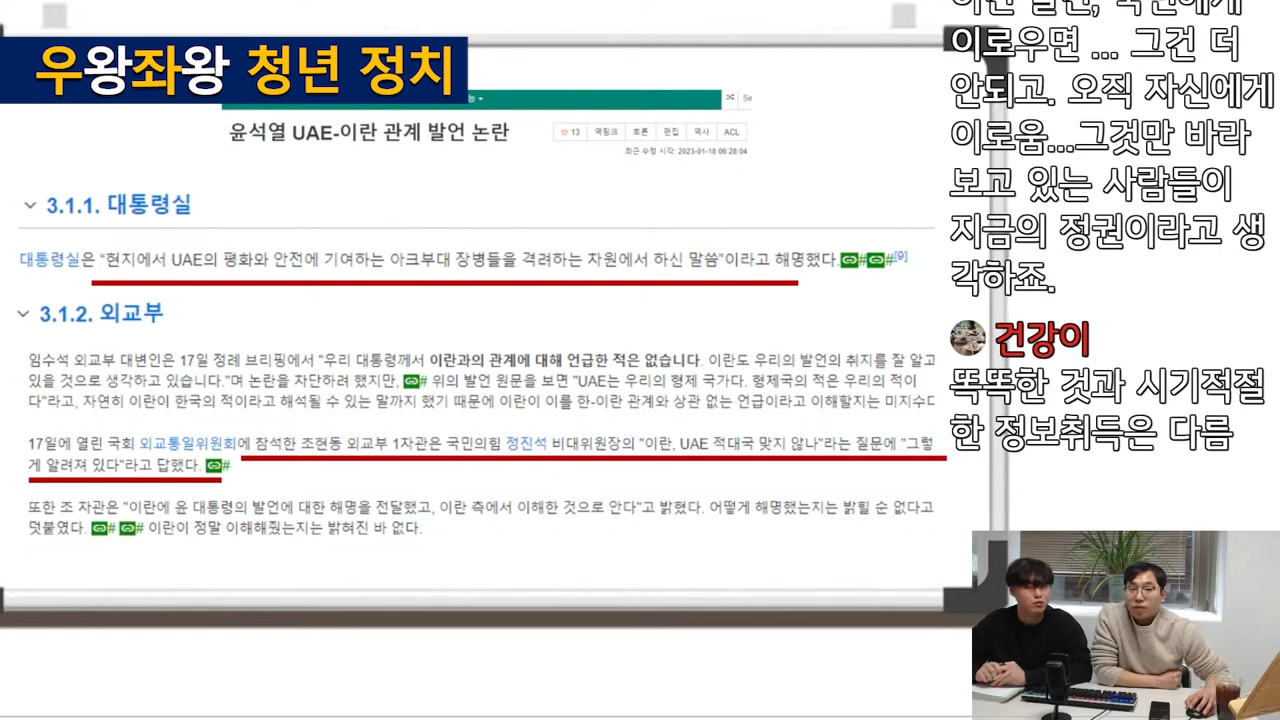 우왕좌왕 청년 정치
능
Se
윤석열 UAE-이란 관계 발언 논란
13 역링크 토론 편집 역사 ACL
최근 수정 시각: 2023-01-18 06:28:04
3.1.1. 대통령실
대통령실은 “현지에서 UAE의 평화와 안전에 기여하는 아크부대 장병들을 격려하는 차원에서 하신 말씀”이라고 해명했다.##[9]
3.1.2. 외교부
임수석 외교부 대변인은 17일 정례 브리핑에서 "우리 대통령께서 이란과의 관계에 대해 언급한 적은 없습니다. 이란도 우리의 발언의 취지를 잘 알고
있을 것으로 생각하고 있습니다."며 논란을 차단하려 했지만, # 위의 발언 원문을 보면 "UAE는 우리의 형제 국가다. 형제국의 적은 우리의 적이
다"라고, 자연히 이란이 한국의 적이라고 해석될 수 있는 말까지 했기 때문에 이란이 이를 한-이란 관계와 상관 없는 언급이라고 이해할지는 미지수다
17일에 열린 국회 외교통일위원회에 참석한 조현동 외교부 1차관은 국민의힘 정진석 비대위원장의 "이란, UAE 적대국 맞지 않나"라는 질문에 "그렇
게 알려져 있다"라고 답했다. #
또한 조 차관은 "이란에 윤 대통령의 발언에 대한 해명을 전달했고, 이란 측에서 이해한 것으로 안다"고 밝혔다. 어떻게 해명했는지는 밝힐 순 없다고
덧붙였다. # # 이란이 정말 이해해줬는지는 밝혀진 바 없다.
이로우면 ... 그건 더
안되고. 오직 자신에게
이로움...그것만 바라
보고 있는 사람들이
지금의 정권이라고 생
각하죠.
건강이
똑똑한 것과 시기적절
한 정보취득은 다름